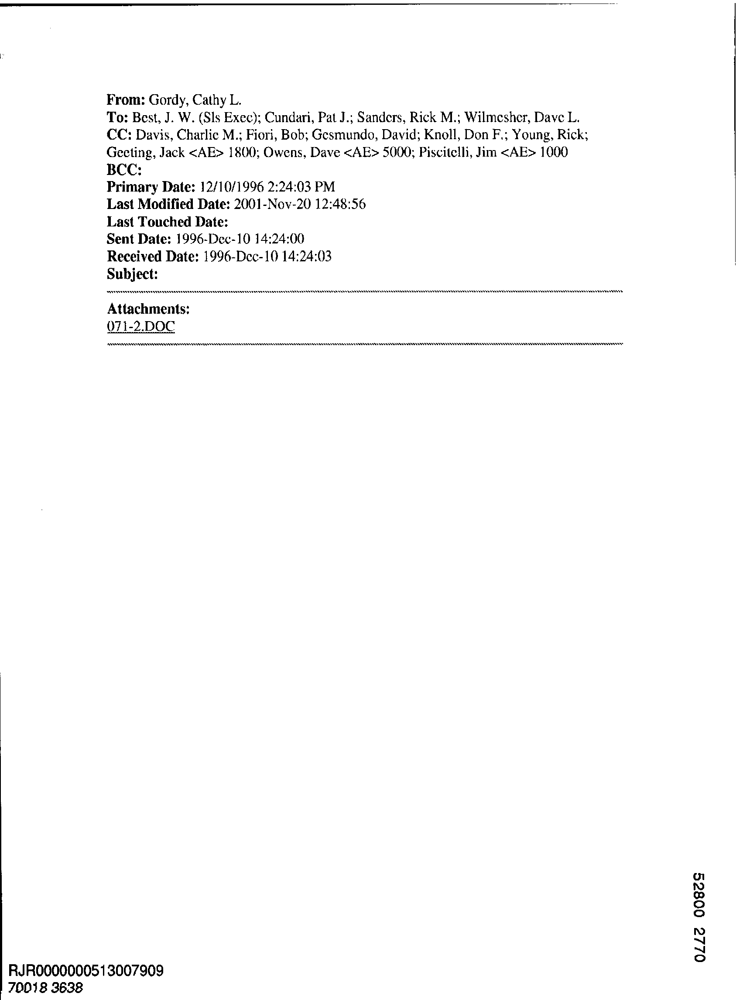 From: Gordy, Cathy L.
To: Best, J. W. (Sls Exec); Cundari, Pat J.; Sanders, Rick M.; Wilmesher, Dave L.
CC: Davis, Charlie M.; Fiori, Bob; Gesmundo, David; Knoll, Don F.; Young, Rick;
Geeting, Jack <AE> 1800; Owens, Dave <AE> 5000; Piscitelli, Jim <AE> 1000
BCC:
Primary Date: 12/10/1996 2:24:03 PM
Last Modified Date: 2001-Nov-20 12:48:56
Last Touched Date:
Sent Date: 1996-Dec-10 14:24:00
Received Date: 1996-Dec-10 14:24:03
Subject:
Attachments:
071-2.DOC
52800 2770
RJR0000000513007909
70018 3638